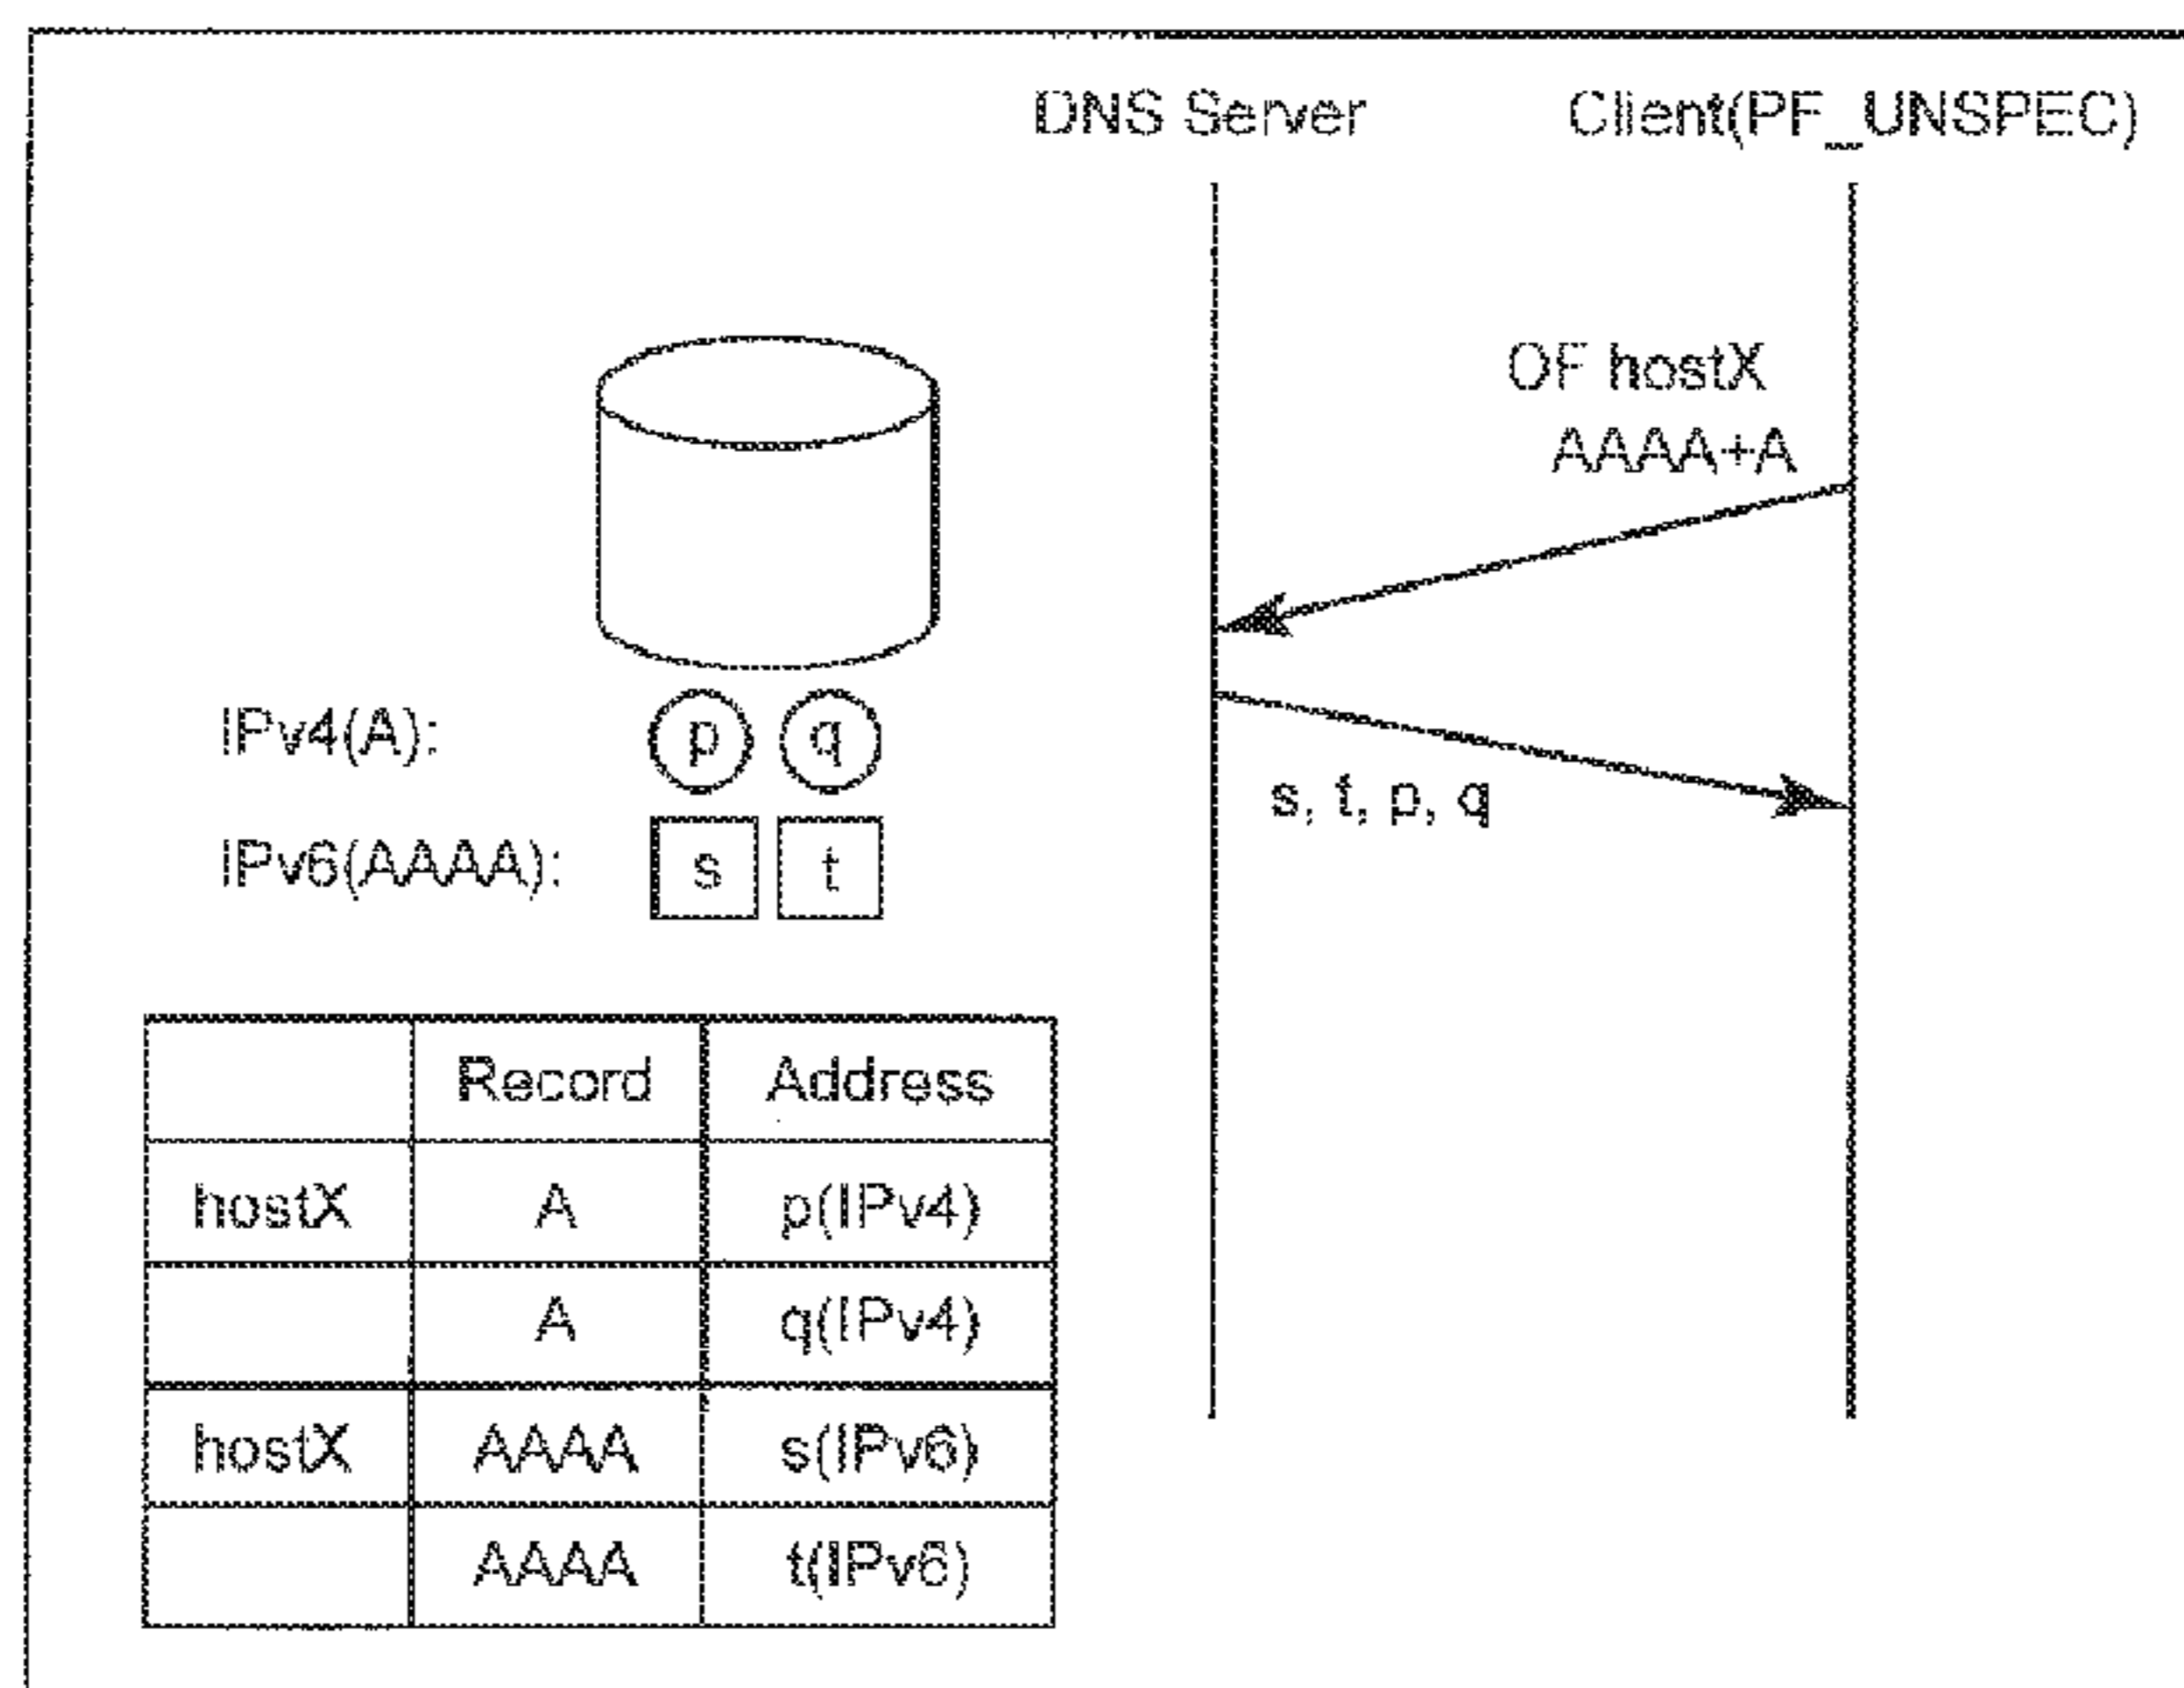 DNS Server Client(PF_UNSPEC)
OF hostX
AAAA+A
IPv4(A): p q
s, t, p, q
IPv6(AAAA): s t
Record Address
hostX A p(IPv4)
A q(IPv4)
hostX AAAA s(IPv6)
AAAA t(IPv6)